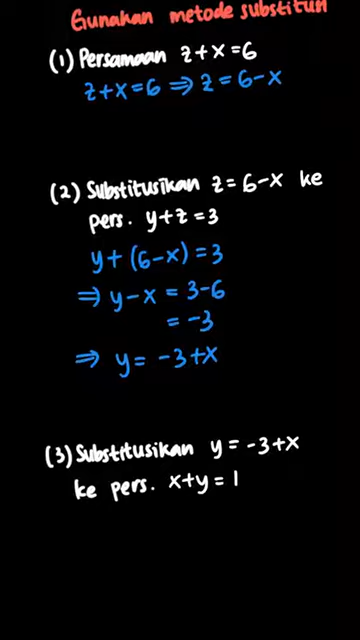 Gunakan metode substitusi
(1) Persamaan z+x=6
z+x=6 ⇒ z=6-x
(2) Substitusikan z=6-x ke
pers. y+z=3
y+(6-x)=3
⇒ y-x = 3-6
= -3
⇒ y= -3+x
(3) Substitusikan y=-3+x
ke pers. x+y=1